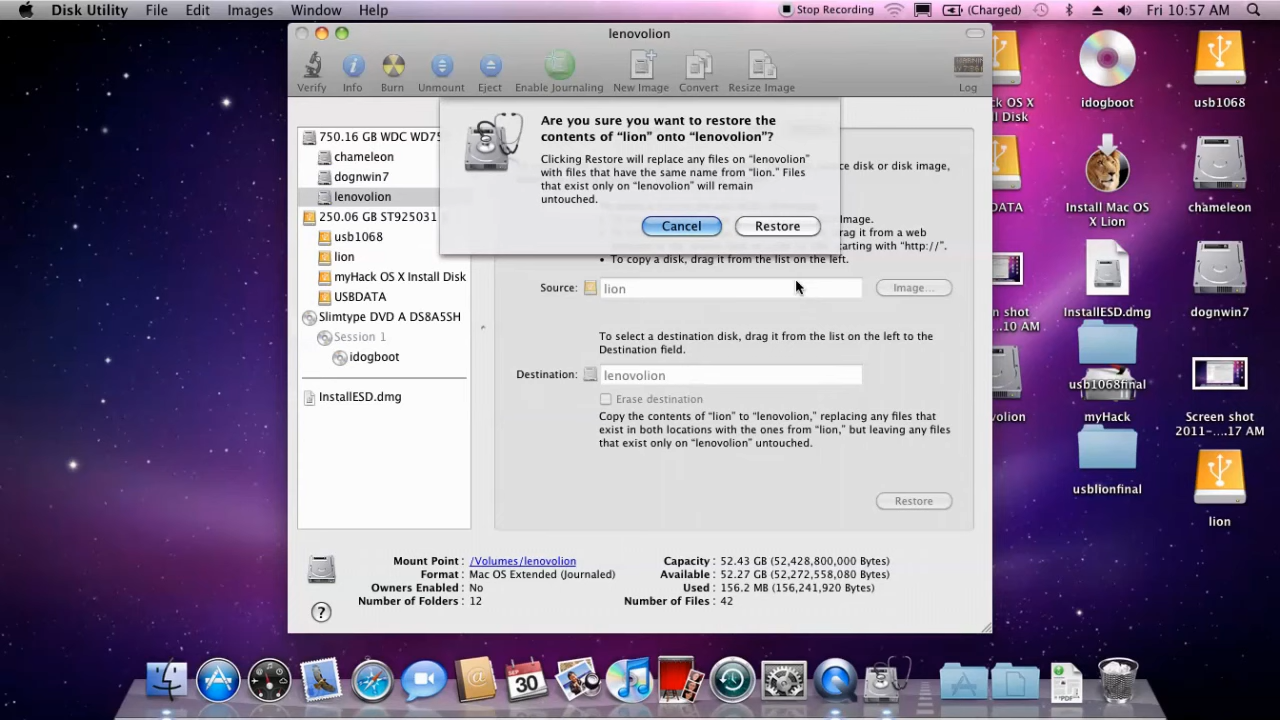 Disk Utility File Edit Images Window Help
Stop Recording (Charged) Fri 10:57 AM
lenovolion
Verify Info Burn Unmount Eject Enable Journaling New Image Convert Resize Image Log
Are you sure you want to restore the
contents of “lion” onto “lenovolion”?
Clicking Restore will replace any files on “lenovolion”
with files that have the same name from “lion.” Files
that exist only on “lenovolion” will remain
untouched.
Cancel Restore
750.16 GB WDC WD75
chameleon
dognwin7
lenovolion
250.06 GB ST925031
usb1068
lion
myHack OS X Install Disk
USBDATA
Slimtype DVD A DS8A5SH
Session 1
idogboot
InstallESD.dmg
disk or disk image,
image.
drag it from a web
starting with “http://”.
• To copy a disk, drag it from the list on the left.
Source: lion Image...
To select a destination disk, drag it from the list on the left to the
Destination field.
Destination: lenovolion
Erase destination
Copy the contents of “lion” to “lenovolion,” replacing any files that
exist in both locations with the ones from “lion,” but leaving any files
that exist only on “lenovolion” untouched.
Restore
Mount Point : /Volumes/lenovolion
Format : Mac OS Extended (Journaled)
Owners Enabled : No
Number of Folders : 12
Capacity : 52.43 GB (52,428,800,000 Bytes)
Available : 52.27 GB (52,272,558,080 Bytes)
Used : 156.2 MB (156,241,920 Bytes)
Number of Files : 42
?
OS X
Disk
idogboot
usb1068
DATA
Install Mac OS
X Lion
chameleon
shot
10 AM
InstallESD.dmg
dognwin7
volion
usb1068final
myHack
Screen shot
2011-....17 AM
usblionfinal
lion
JUL
30